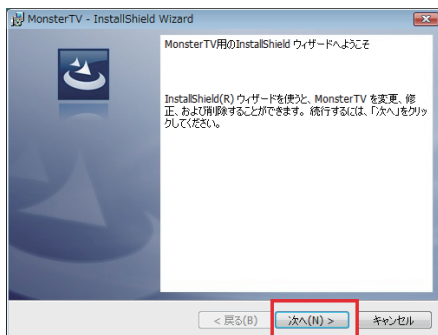 MonsterTV - InstallShield Wizard
MonsterTV用のInstallShield ウィザードへようこそ
InstallShield(R) ウィザードを使うと、MonsterTV を変更、修
正、および削除することができます。続行するには、「次へ」をクリッ
クしてください。
< 戻る(B)
次へ(N) >
キャンセル